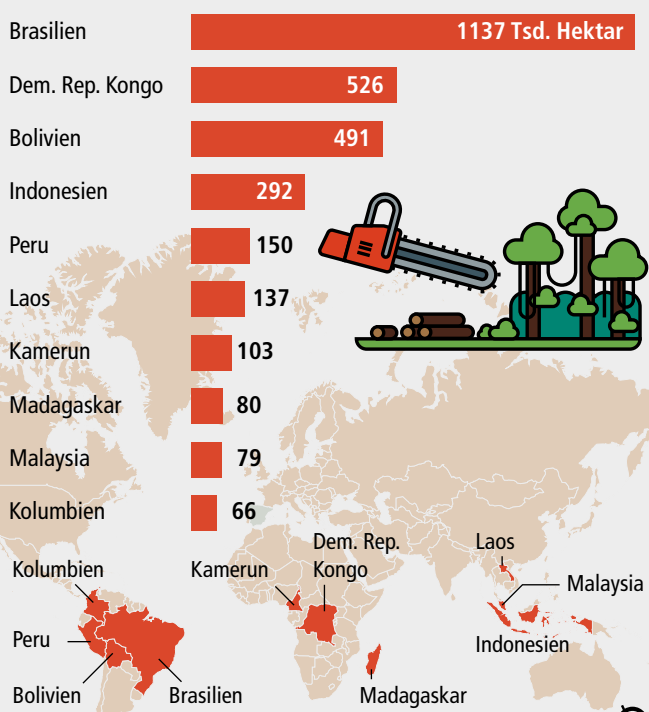 Brasilien 1137 Tsd. Hektar
Dem. Rep. Kongo 526
Bolivien 491
Indonesien 292
Peru 150
Laos 137
Kamerun 103
Madagaskar 80
Malaysia 79
Kolumbien 66
Kolumbien
Peru
Bolivien
Brasilien
Kamerun
Dem. Rep.
Kongo
Madagaskar
Laos
Malaysia
Indonesien